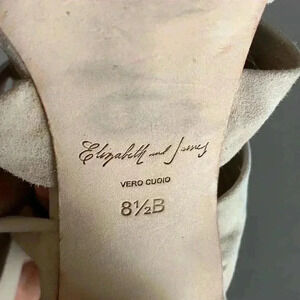 Elizabeth and James
VERO CUOIO
8½B